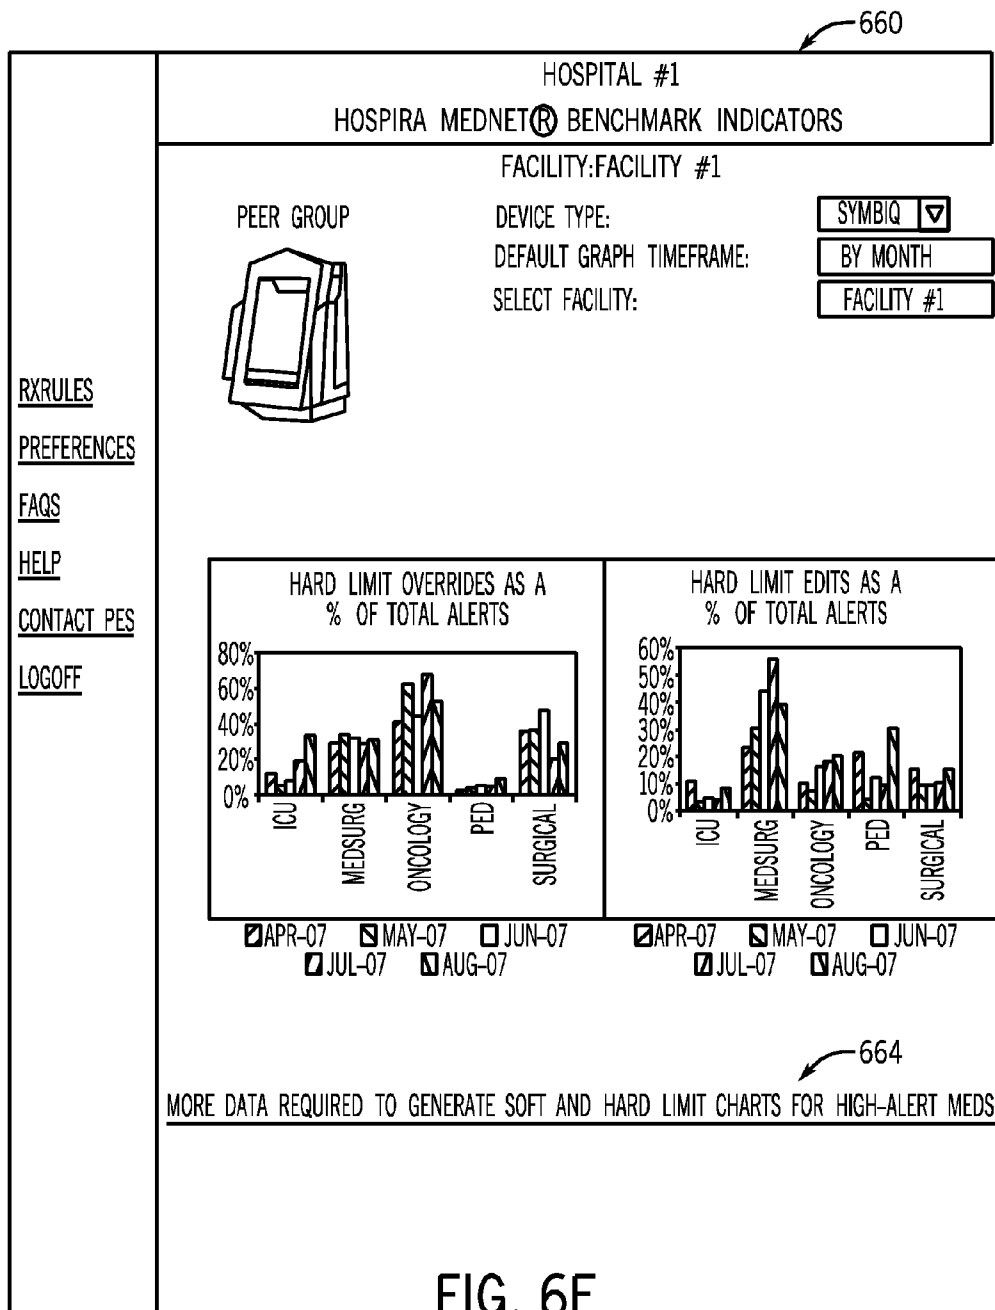 660
HOSPITAL #1
HOSPIRA MEDNET® BENCHMARK INDICATORS
FACILITY:FACILITY #1
PEER GROUP
DEVICE TYPE: SYMBIQ
DEFAULT GRAPH TIMEFRAME: BY MONTH
SELECT FACILITY: FACILITY #1
RXRULES
PREFERENCES
FAQS
HELP
CONTACT PES
LOGOFF
HARD LIMIT OVERRIDES AS A
% OF TOTAL ALERTS
80%
60%
40%
20%
0%
ICU
MEDSURG
ONCOLOGY
PED
SURGICAL
APR-07 MAY-07 JUN-07
JUL-07 AUG-07
HARD LIMIT EDITS AS A
% OF TOTAL ALERTS
60%
50%
40%
30%
20%
10%
0%
ICU
MEDSURG
ONCOLOGY
PED
SURGICAL
APR-07 MAY-07 JUN-07
JUL-07 AUG-07
664
MORE DATA REQUIRED TO GENERATE SOFT AND HARD LIMIT CHARTS FOR HIGH-ALERT MEDS